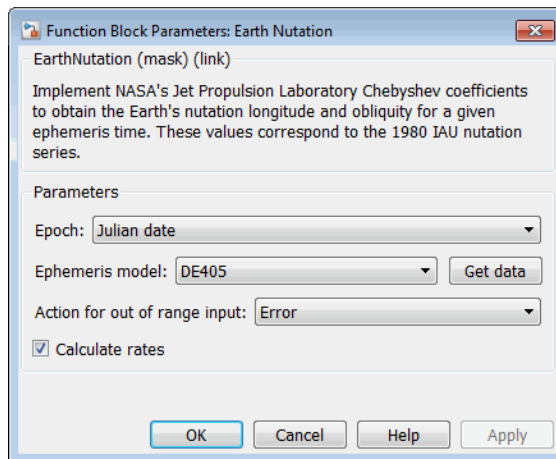 Function Block Parameters: Earth Nutation
EarthNutation (mask) (link)
Implement NASA's Jet Propulsion Laboratory Chebyshev coefficients
to obtain the Earth's nutation longitude and obliquity for a given
ephemeris time. These values correspond to the 1980 IAU nutation
series.
Parameters
Epoch: Julian date
Ephemeris model: DE405 Get data
Action for out of range input: Error
Calculate rates
OK Cancel Help Apply